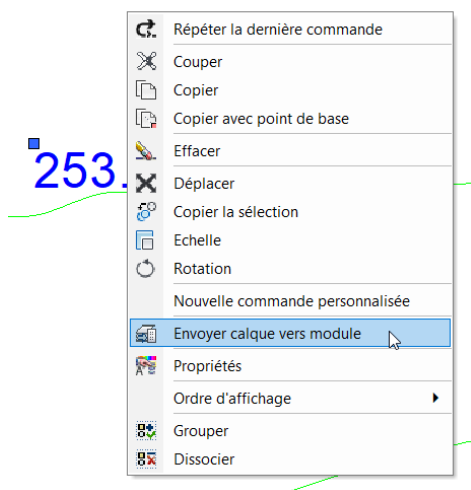 Répéter la dernière commande
Couper
Copier
Copier avec point de base
Effacer
253.
Déplacer
Copier la sélection
Echelle
Rotation
Nouvelle commande personnalisée
Envoyer calque vers module
Propriétés
Ordre d'affichage
Grouper
Dissocier